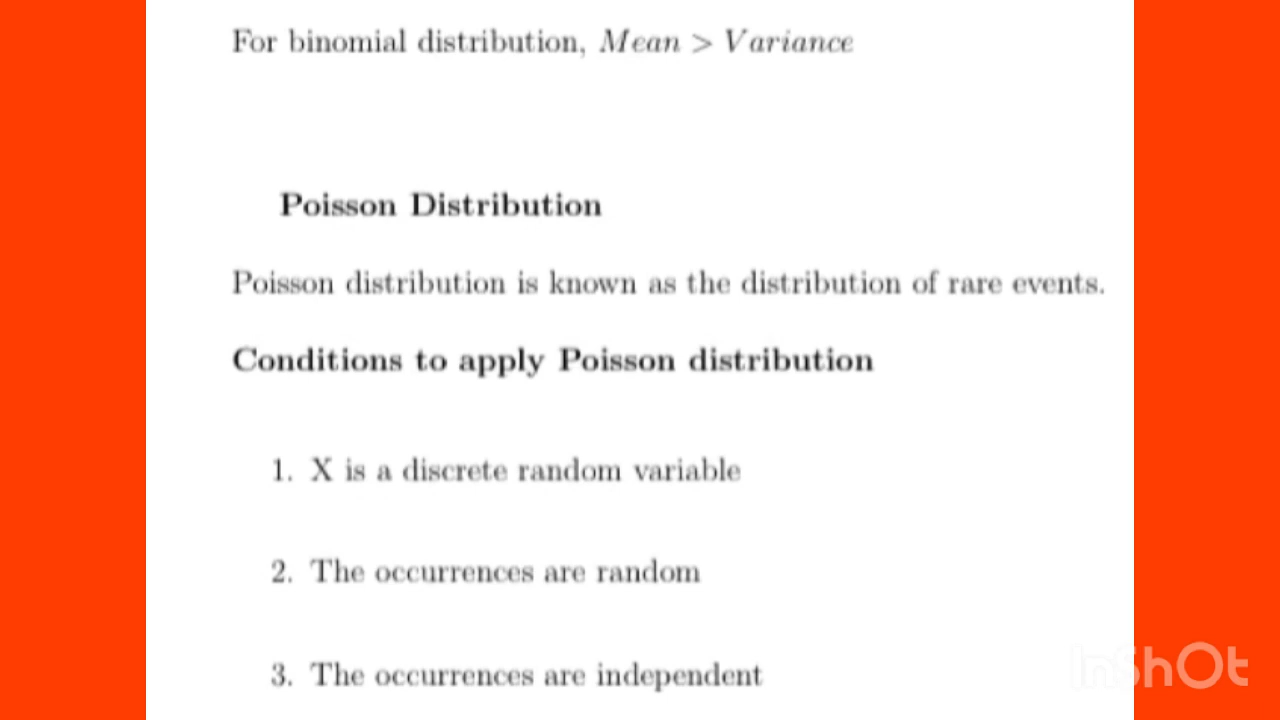 For binomial distribution, Mean > Variance
Poisson Distribution
Poisson distribution is known as the distribution of rare events.
Conditions to apply Poisson distribution
1. X is a discrete random variable
2. The occurrences are random
3. The occurrences are independent
InShOt